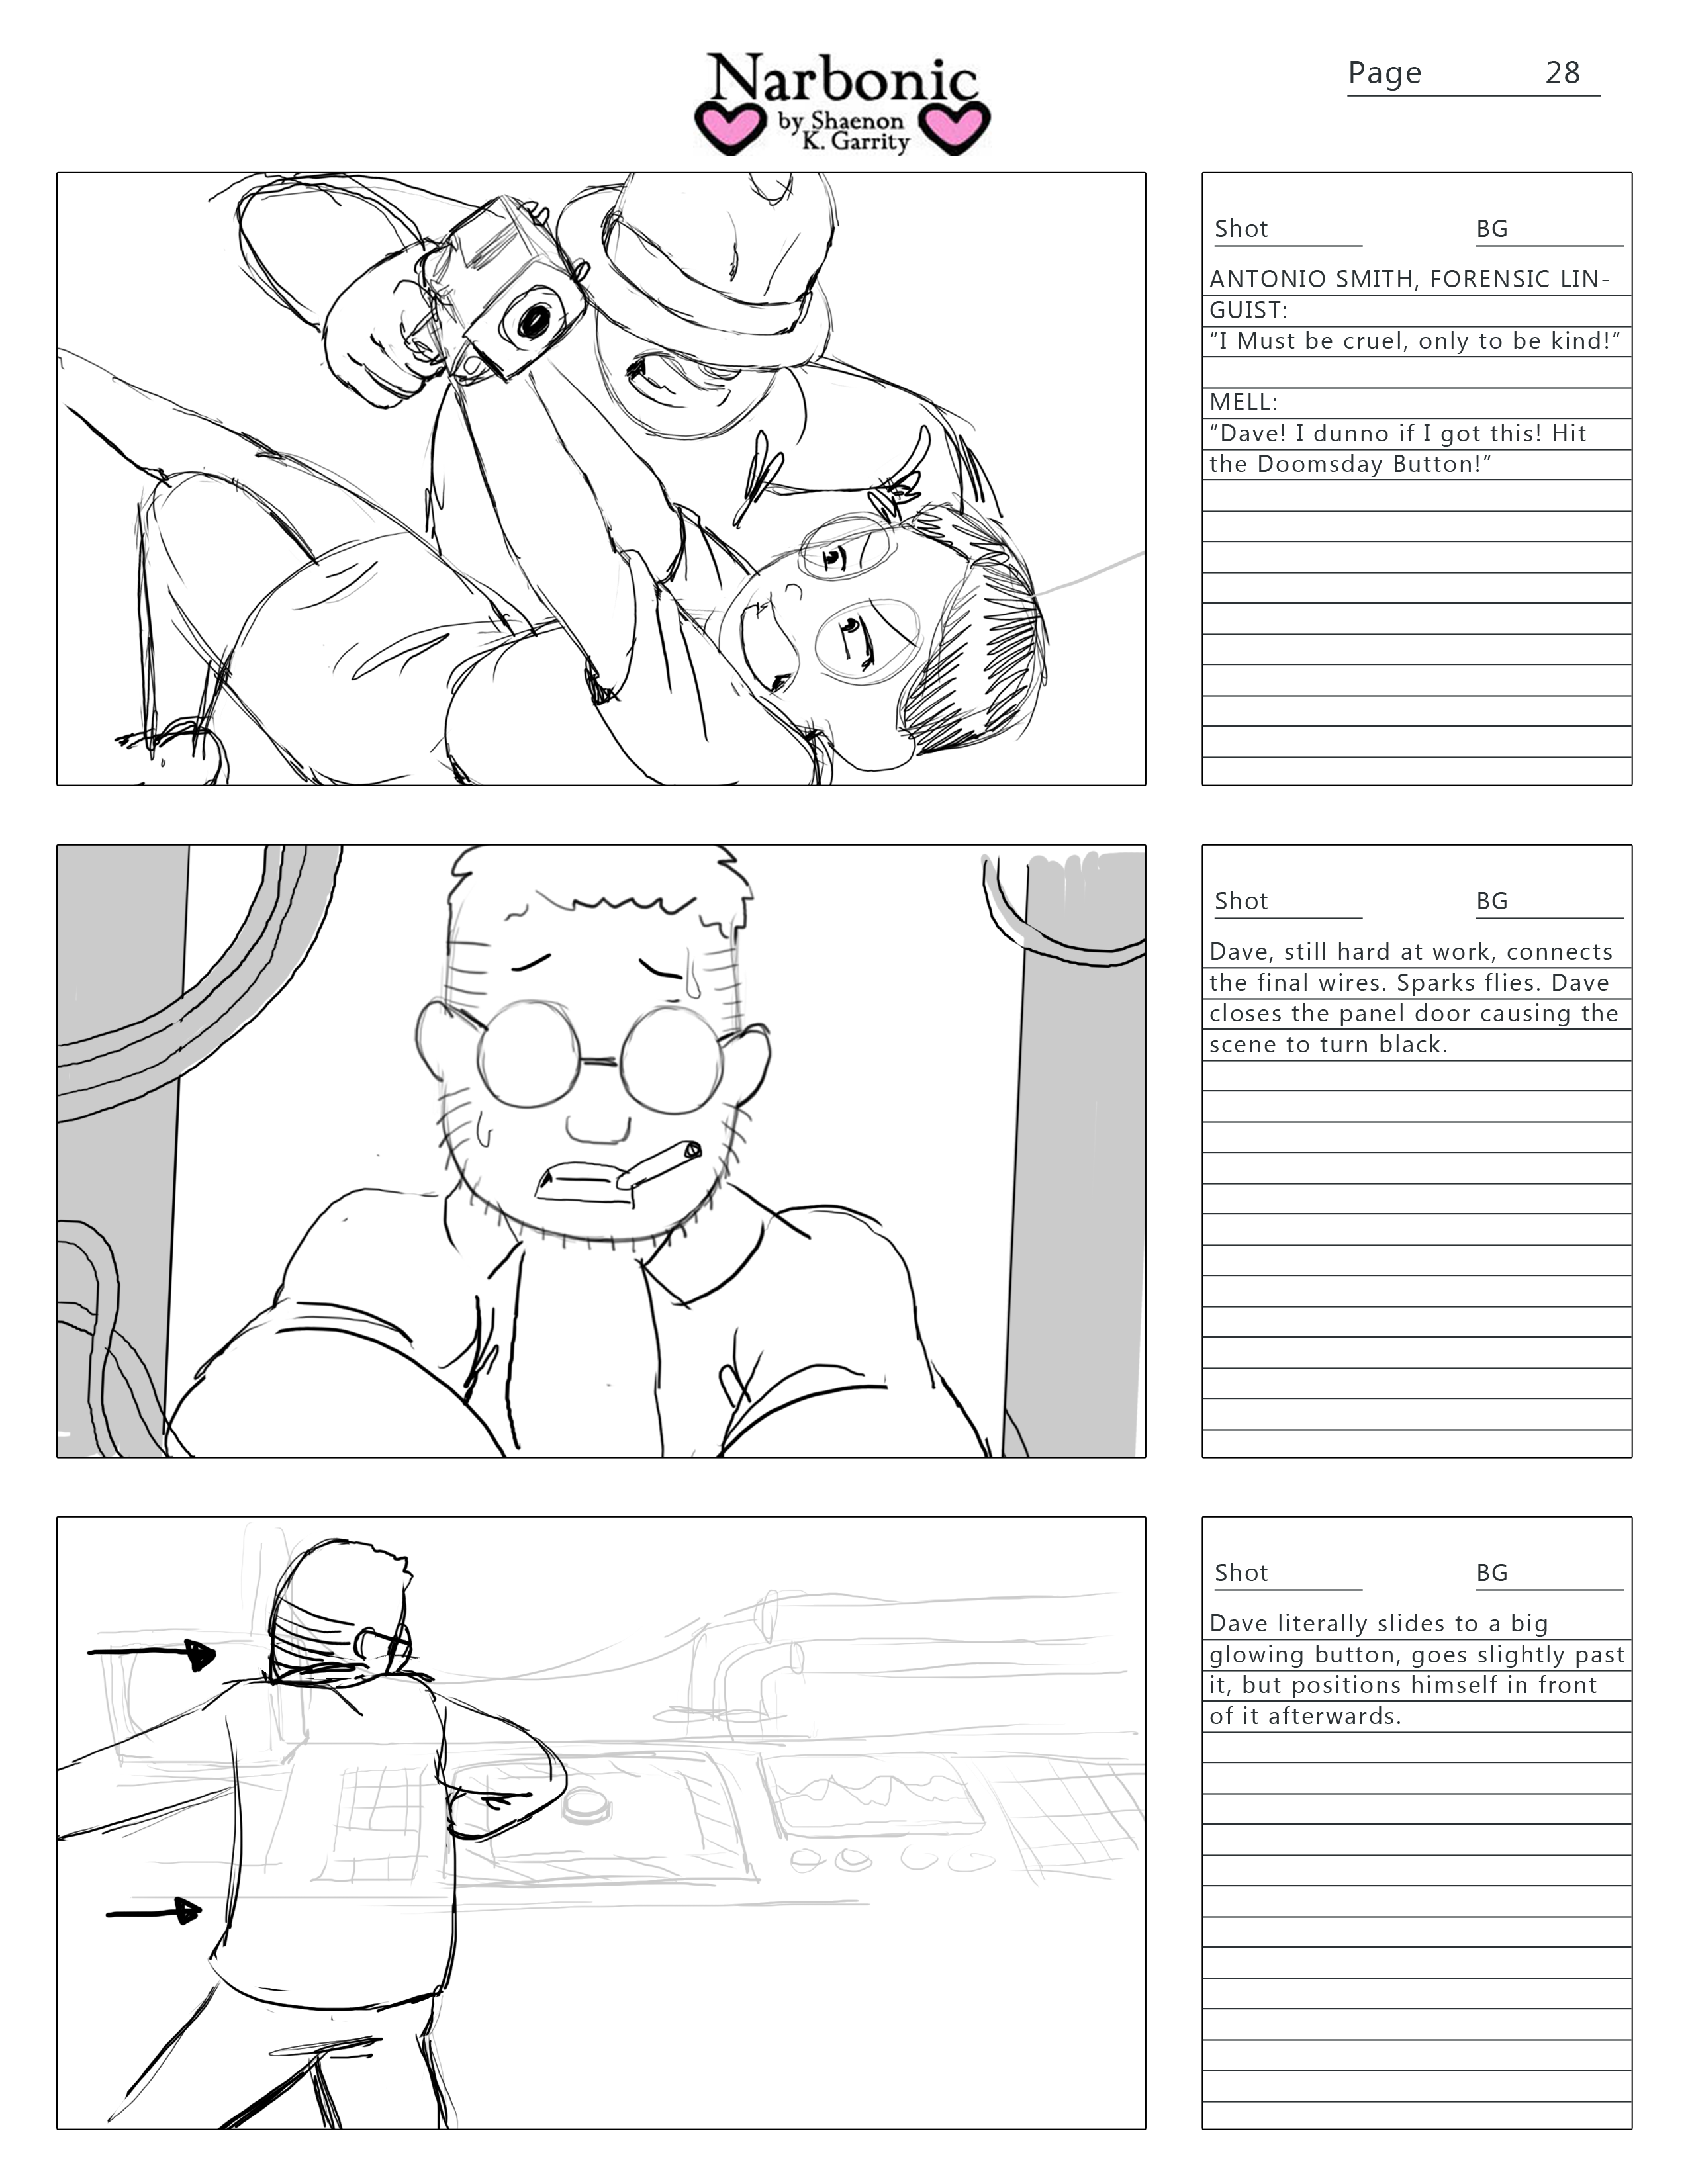 Narbonic
by Shaenon
K. Garrity
Page 28
Shot BG
ANTONIO SMITH, FORENSIC LIN-
GUIST:
“I Must be cruel, only to be kind!”
MELL:
“Dave! I dunno if I got this! Hit
the Doomsday Button!”
Shot BG
Dave, still hard at work, connects
the final wires. Sparks flies. Dave
closes the panel door causing the
scene to turn black.
Shot BG
Dave literally slides to a big
glowing button, goes slightly past
it, but positions himself in front
of it afterwards.